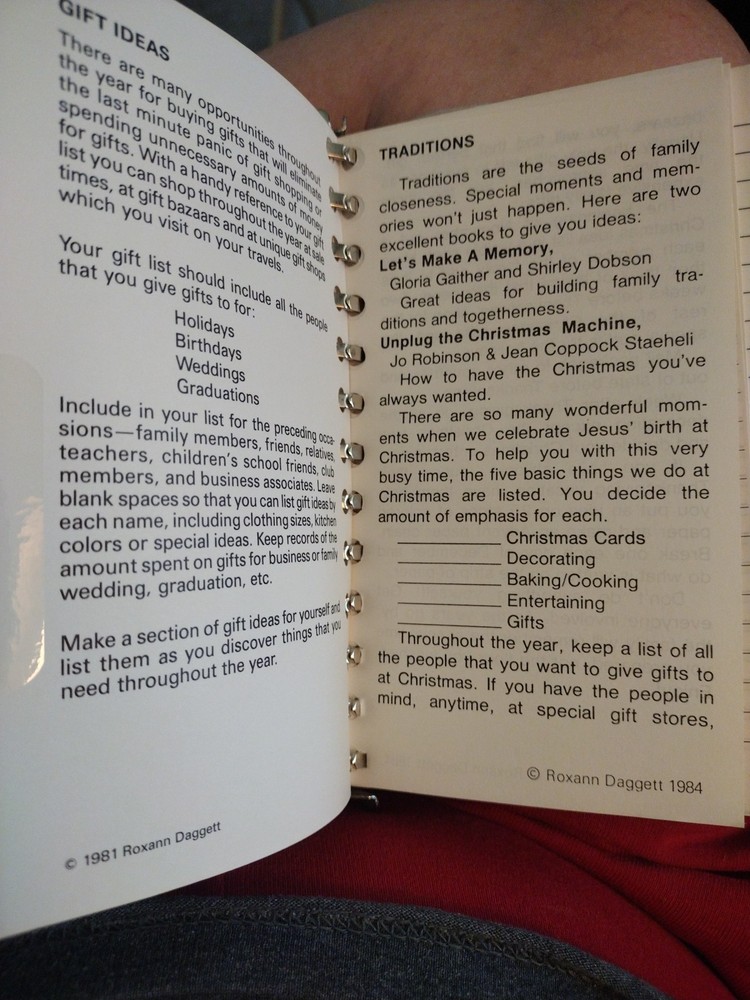 GIFT IDEAS
There are many opportunities throughout
the year for buying gifts that will eliminate
the last minute panic of gift shopping or
spending unnecessary amounts of money
for gifts. With a handy reference to your gift
list you can shop throughout the year at sale
times, at gift bazaars and at unique gift shops
which you visit on your travels.
Your gift list should include all the people
that you give gifts to for:
Holidays
Birthdays
Weddings
Graduations
Include in your list for the preceding occa-
sions—family members, friends, relatives,
teachers, children's school friends, club
members, and business associates. Leave
blank spaces so that you can list gift ideas by
each name, including clothing sizes, kitchen
colors or special ideas. Keep records of the
amount spent on gifts for business or family
wedding, graduation, etc.
Make a section of gift ideas for yourself and
list them as you discover things that you
need throughout the year.
© 1981 Roxann Daggett
TRADITIONS
Traditions are the seeds of family
closeness. Special moments and mem-
ories won't just happen. Here are two
excellent books to give you ideas:
Let's Make A Memory,
Gloria Gaither and Shirley Dobson
Great ideas for building family tra-
ditions and togetherness.
Unplug the Christmas Machine,
Jo Robinson & Jean Coppock Staeheli
How to have the Christmas you've
always wanted.
There are so many wonderful mom-
ents when we celebrate Jesus' birth at
Christmas. To help you with this very
busy time, the five basic things we do at
Christmas are listed. You decide the
amount of emphasis for each.
__________ Christmas Cards
__________ Decorating
__________ Baking/Cooking
__________ Entertaining
__________ Gifts
Throughout the year, keep a list of all
the people that you want to give gifts to
at Christmas. If you have the people in
mind, anytime, at special gift stores,
© Roxann Daggett 1984